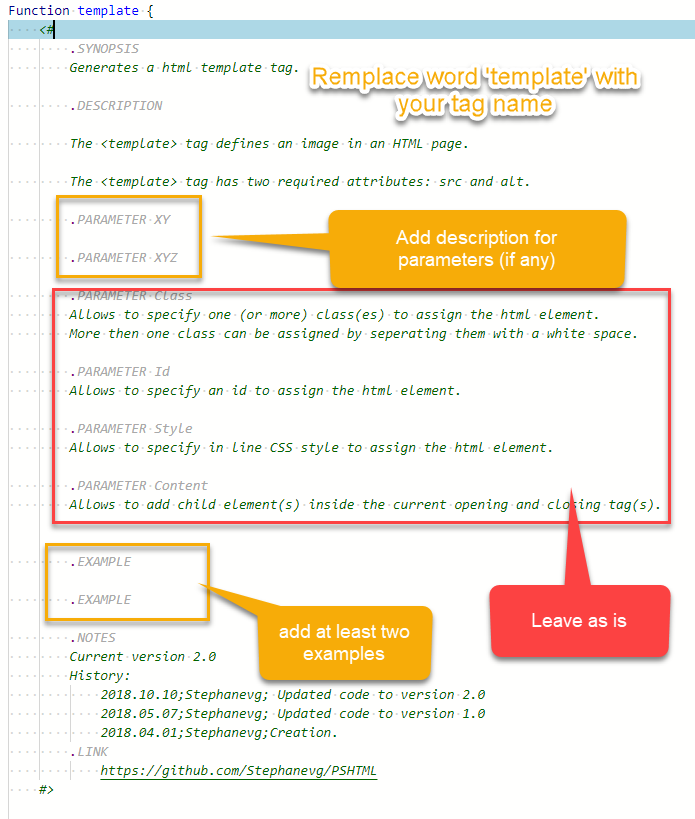 Function template {
<#
.SYNOPSIS
Generates a html template tag.
Remplace word 'template' with
your tag name
.DESCRIPTION
The <template> tag defines an image in an HTML page.
The <template> tag has two required attributes: src and alt.
.PARAMETER XY
Add description for
parameters (if any)
.PARAMETER XYZ
.PARAMETER Class
Allows to specify one (or more) class(es) to assign the html element.
More then one class can be assigned by seperating them with a white space.
.PARAMETER Id
Allows to specify an id to assign the html element.
.PARAMETER Style
Allows to specify in line CSS style to assign the html element.
.PARAMETER Content
Allows to add child element(s) inside the current opening and closing tag(s).
.EXAMPLE
.EXAMPLE
Leave as is
add at least two
examples
.NOTES
Current version 2.0
History:
2018.10.10;Stephanevg; Updated code to version 2.0
2018.05.07;Stephanevg; Updated code to version 1.0
2018.04.01;Stephanevg;Creation.
.LINK
https://github.com/Stephanevg/PSHTML
#>